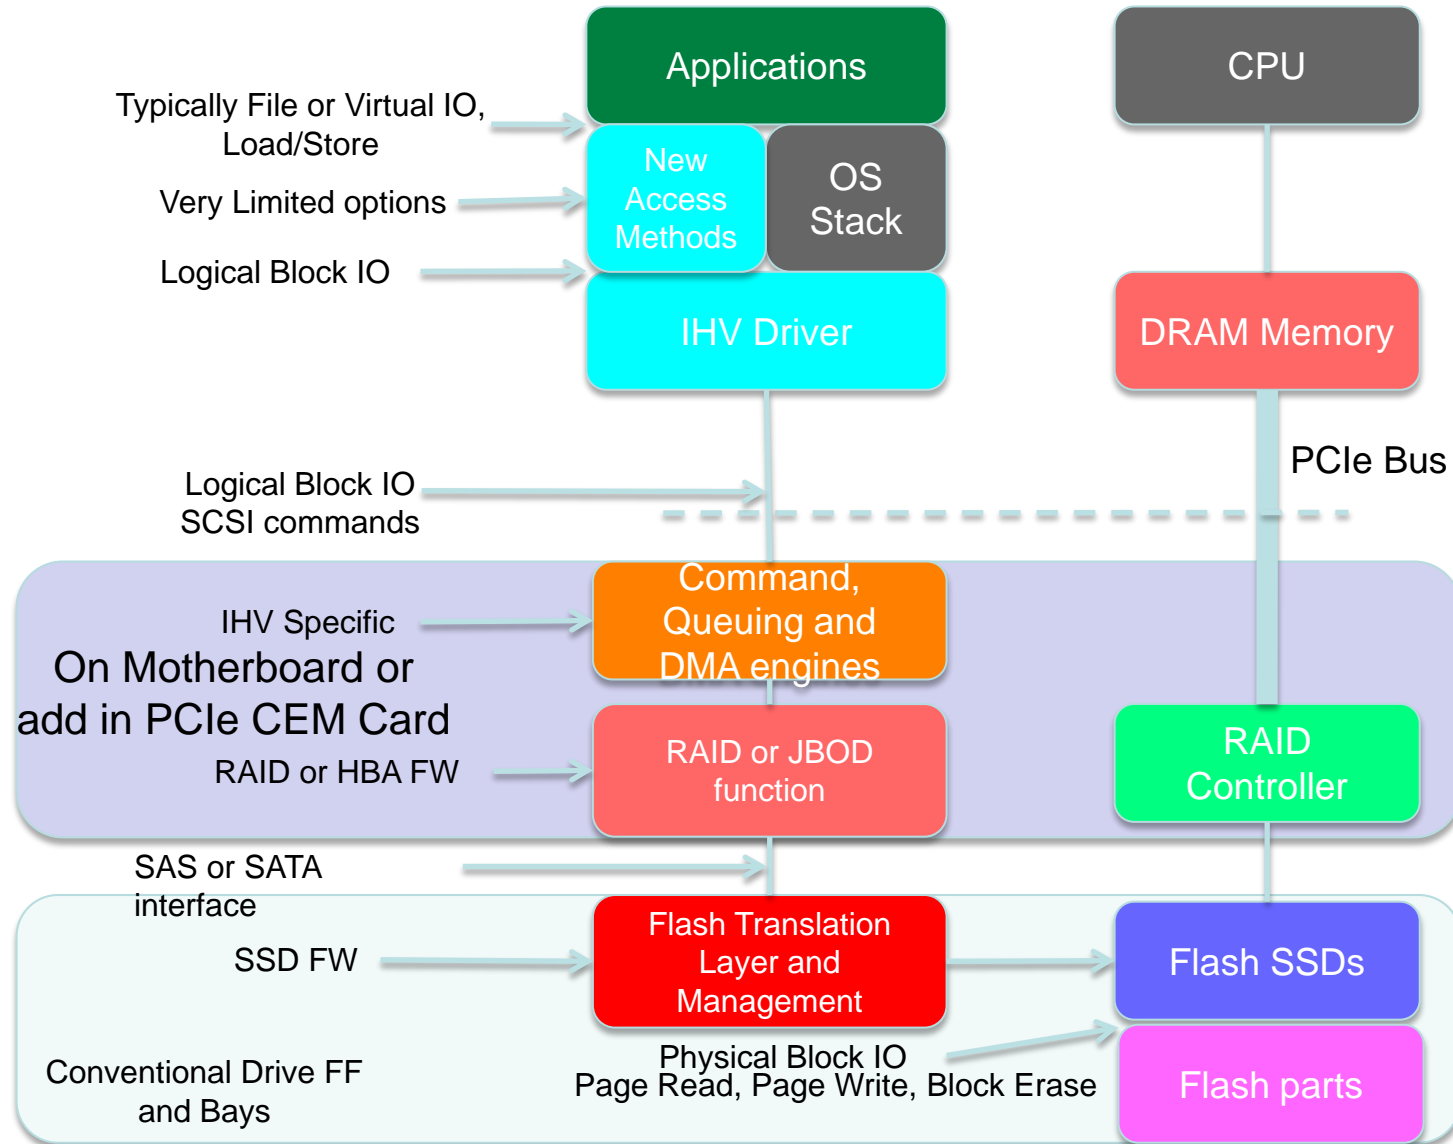 Applications
CPU
Typically File or Virtual IO,
Load/Store
New
Access
Methods
OS
Stack
Very Limited options
Logical Block IO
IHV Driver
DRAM Memory
PCIe Bus
Logical Block IO
SCSI commands
Command,
Queuing and
DMA engines
IHV Specific
On Motherboard or
add in PCIe CEM Card
RAID or HBA FW
RAID or JBOD
function
RAID
Controller
SAS or SATA
interface
Flash Translation
Layer and
Management
SSD FW
Flash SSDs
Physical Block IO
Page Read, Page Write, Block Erase
Flash parts
Conventional Drive FF
and Bays